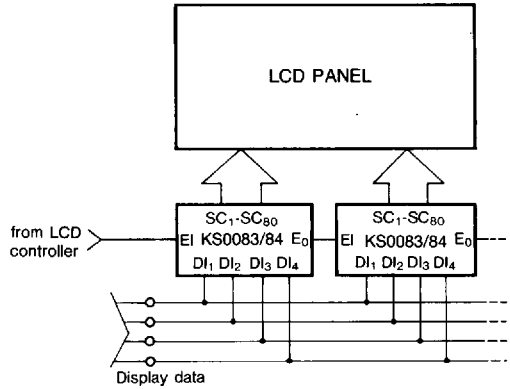 LCD PANEL
SC₁-SC₈₀
from LCD controller
EI KS0083/84 E₀
DI₁ DI₂ DI₃ DI₄
SC₁-SC₈₀
EI KS0083/84 E₀
DI₁ DI₂ DI₃ DI₄
Display data